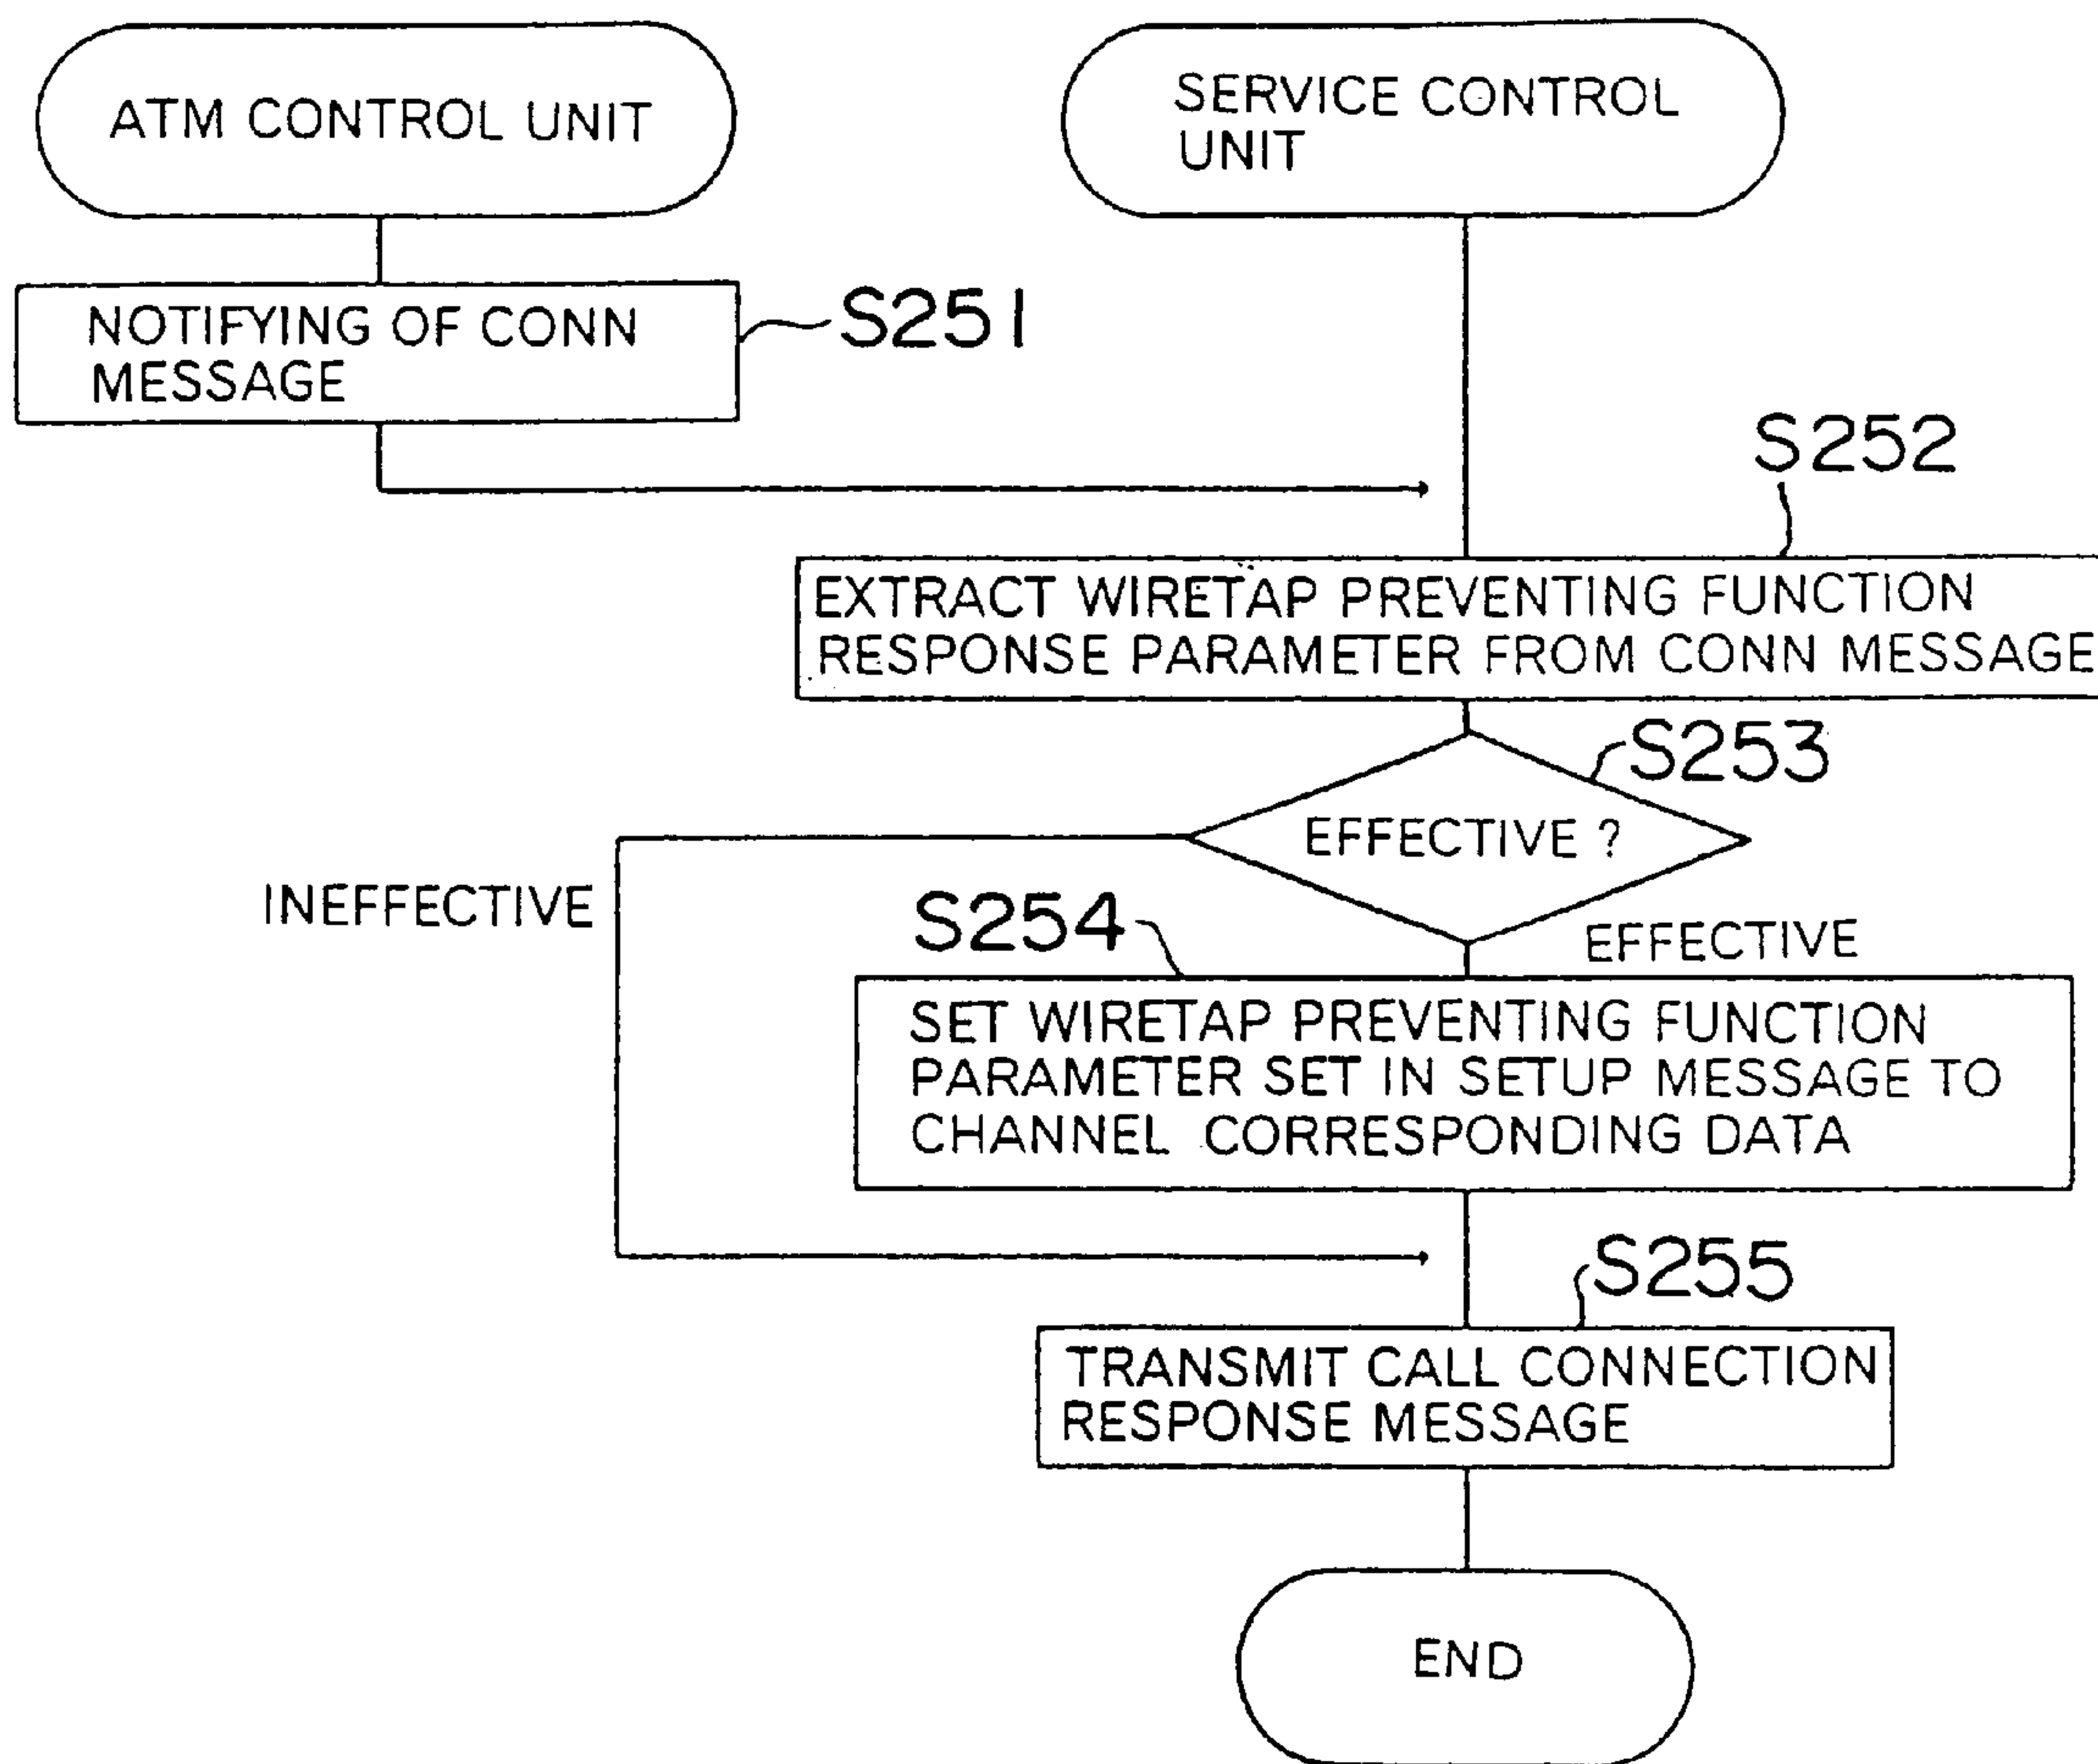 ATM CONTROL UNIT
SERVICE CONTROL
UNIT
NOTIFYING OF CONN
MESSAGE
S251
S252
EXTRACT WIRETAP PREVENTING FUNCTION
RESPONSE PARAMETER FROM CONN MESSAGE
S253
EFFECTIVE ?
INEFFECTIVE
S254
EFFECTIVE
SET WIRETAP PREVENTING FUNCTION
PARAMETER SET IN SETUP MESSAGE TO
CHANNEL CORRESPONDING DATA
S255
TRANSMIT CALL CONNECTION
RESPONSE MESSAGE
END